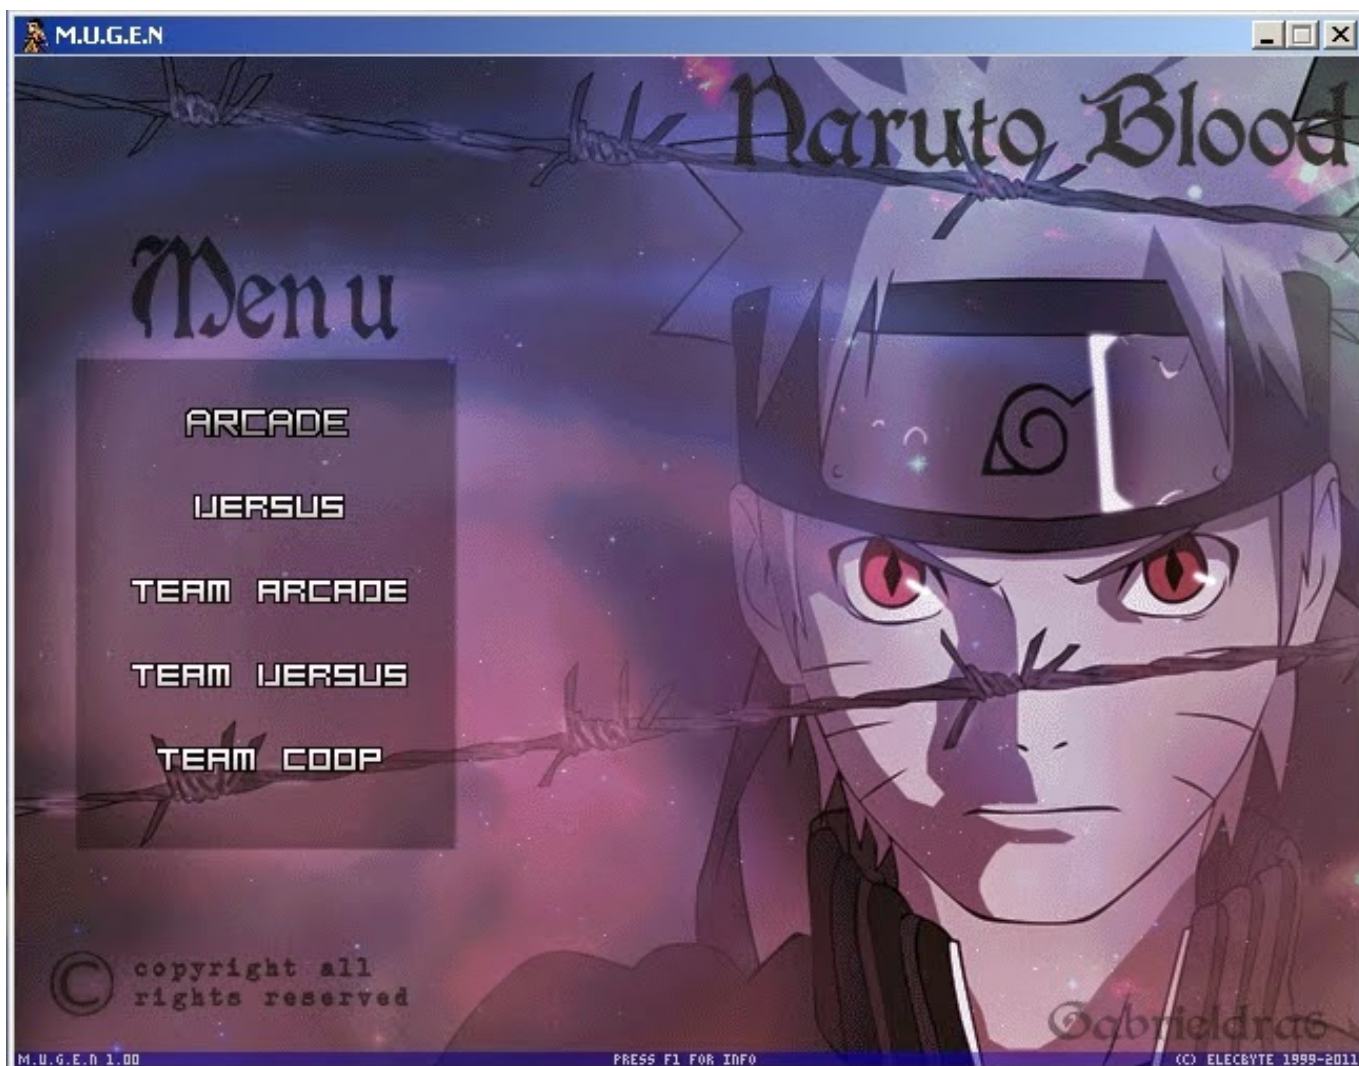 M.U.G.E.N
Naruto Blood
Menu
ARCADE
VERSUS
TEAM ARCADE
TEAM VERSUS
TEAM COOP
© copyright all
rights reserved
Gabrieldras
M.U.G.E.N 1.00
PRESS F1 FOR INFO
(C) ELECBYTE 1999-2011